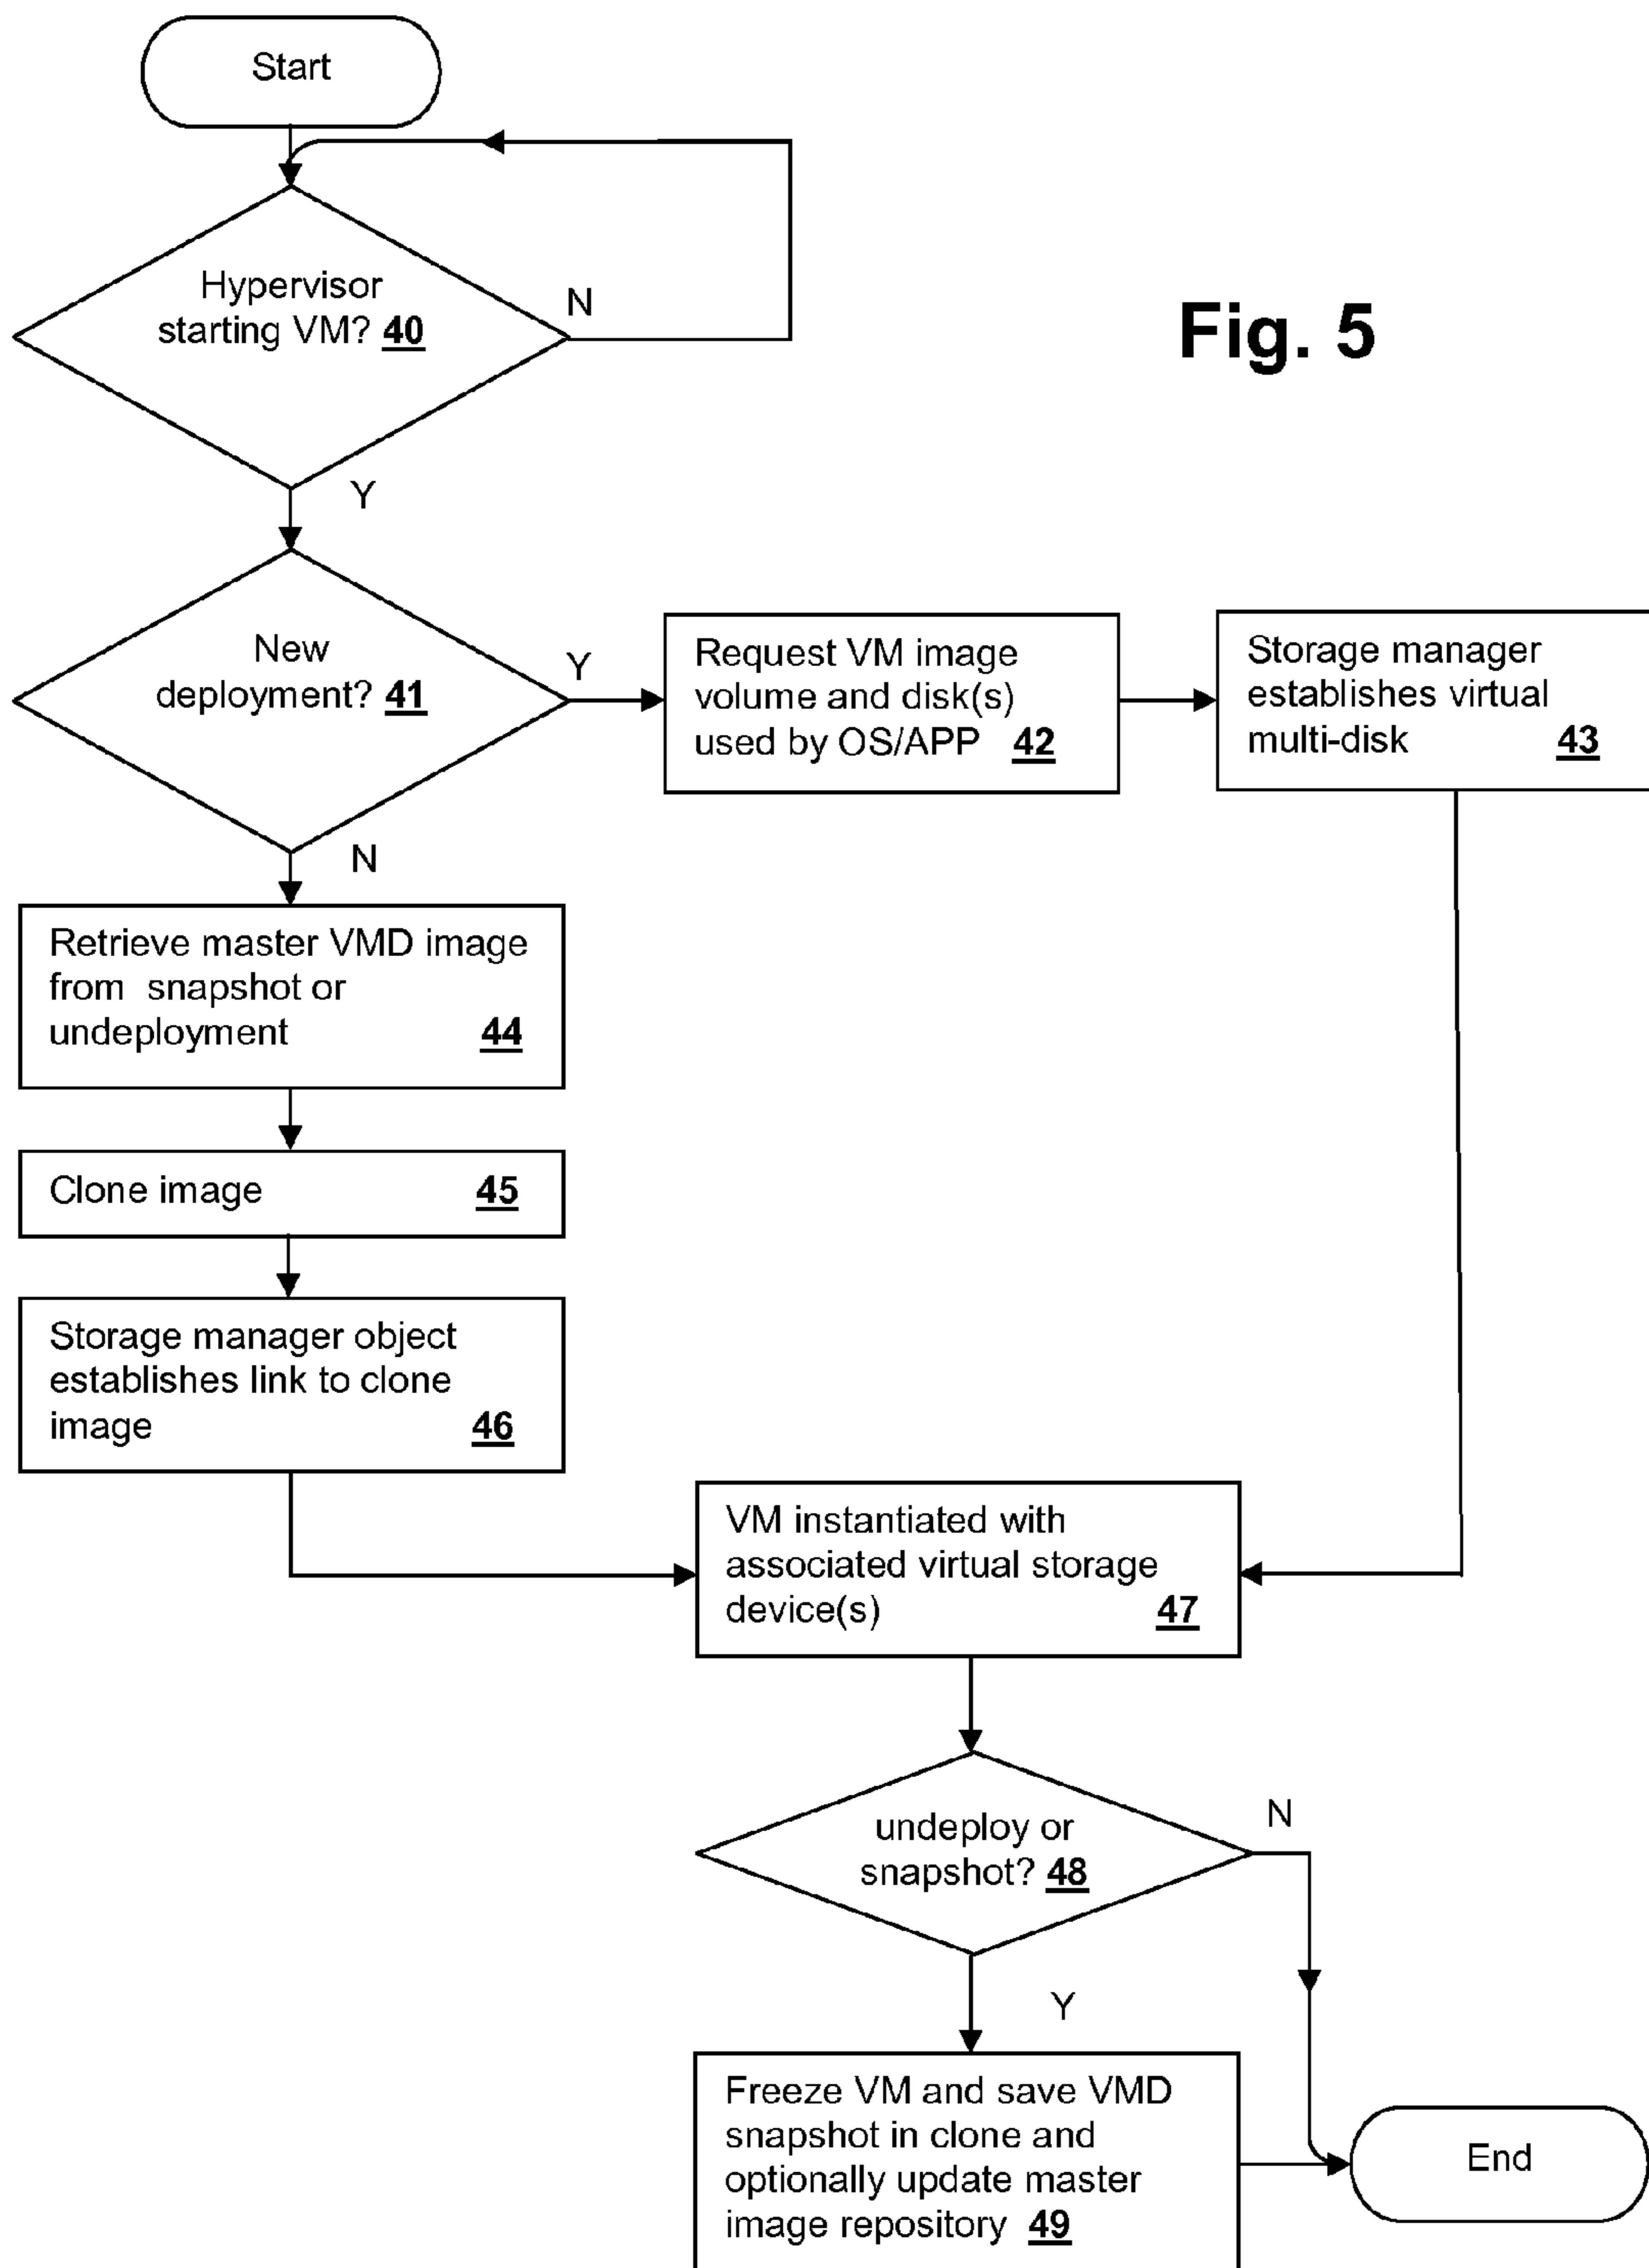 Start
Hypervisor
starting VM? 40
N
Fig. 5
Y
New
deployment? 41
Y
Request VM image
volume and disk(s)
used by OS/APP 42
Storage manager
establishes virtual
multi-disk 43
N
Retrieve master VMD image
from snapshot or
undeployment 44
Clone image 45
Storage manager object
establishes link to clone
image 46
VM instantiated with
associated virtual storage
device(s) 47
undeploy or
snapshot? 48
N
Y
Freeze VM and save VMD
snapshot in clone and
optionally update master
image repository 49
End